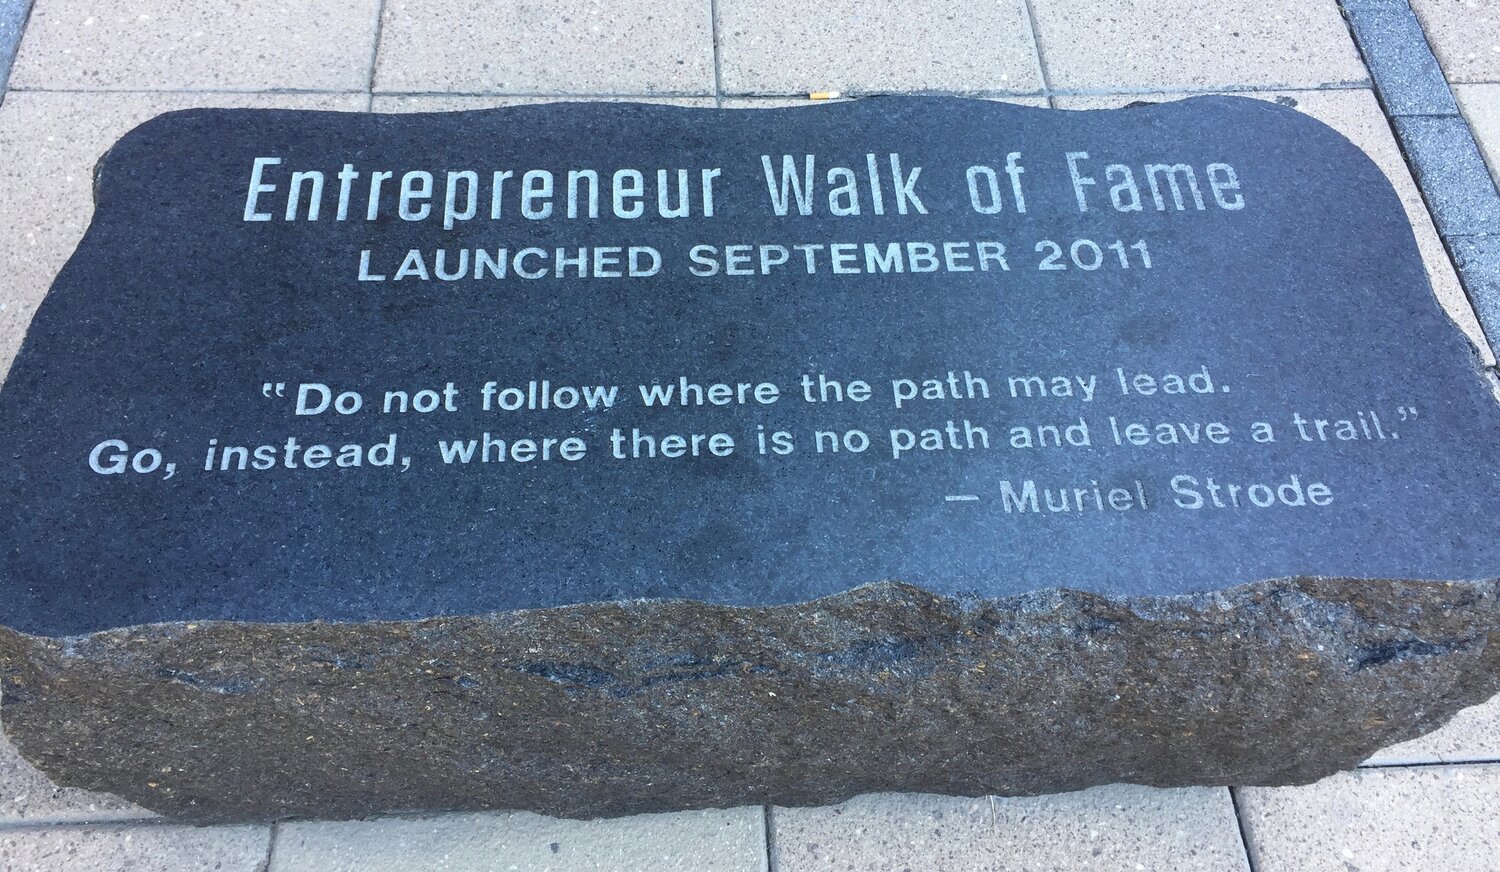 Entrepreneur Walk of Fame
LAUNCHED SEPTEMBER 2011
"Do not follow where the path may lead.
Go, instead, where there is no path and leave a trail."
– Muriel Strode